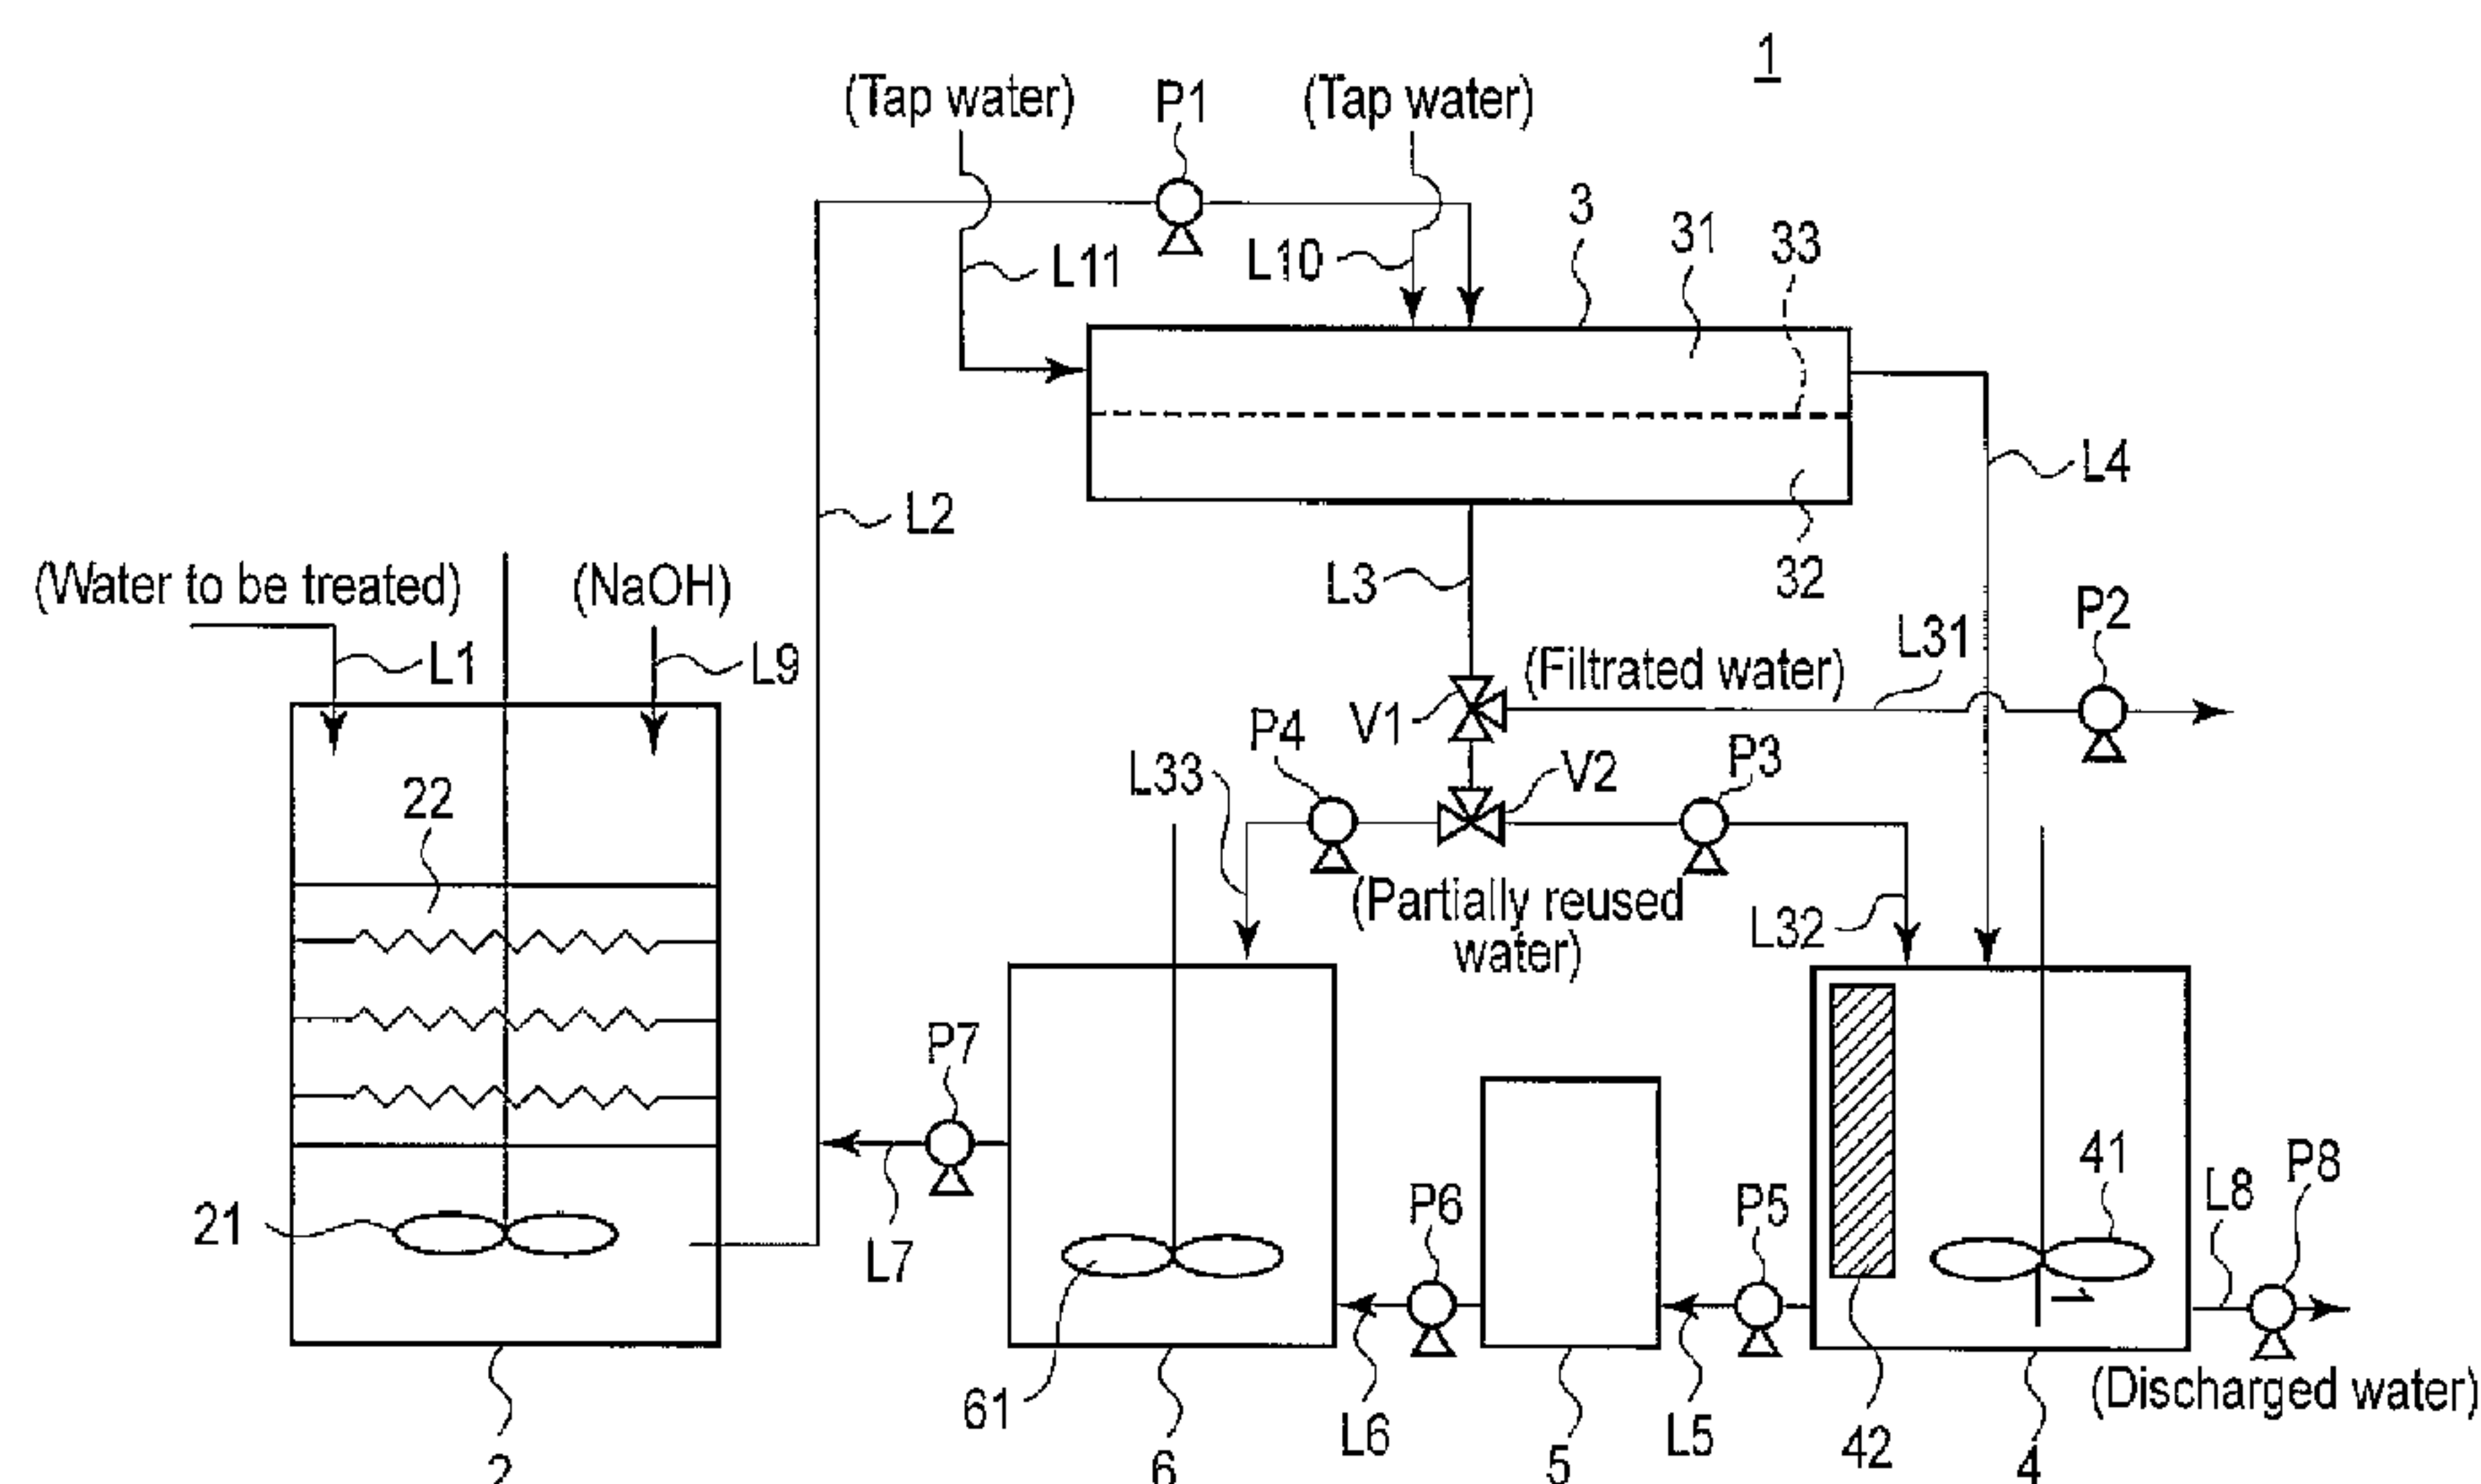 1
(Tap water)
P1
(Tap water)
3
31
33
L10
L11
L4
L2
32
L3
(Water to be treated)
(NaOH)
P2
L31
L1
L9
(Filtrated water)
V1
P4
P3
L33
V2
22
(Partially reused
water)
L32
P7
41
P8
L8
P6
P5
21
L7
61
L6
L5
42
(Discharged water)
2
6
5
4